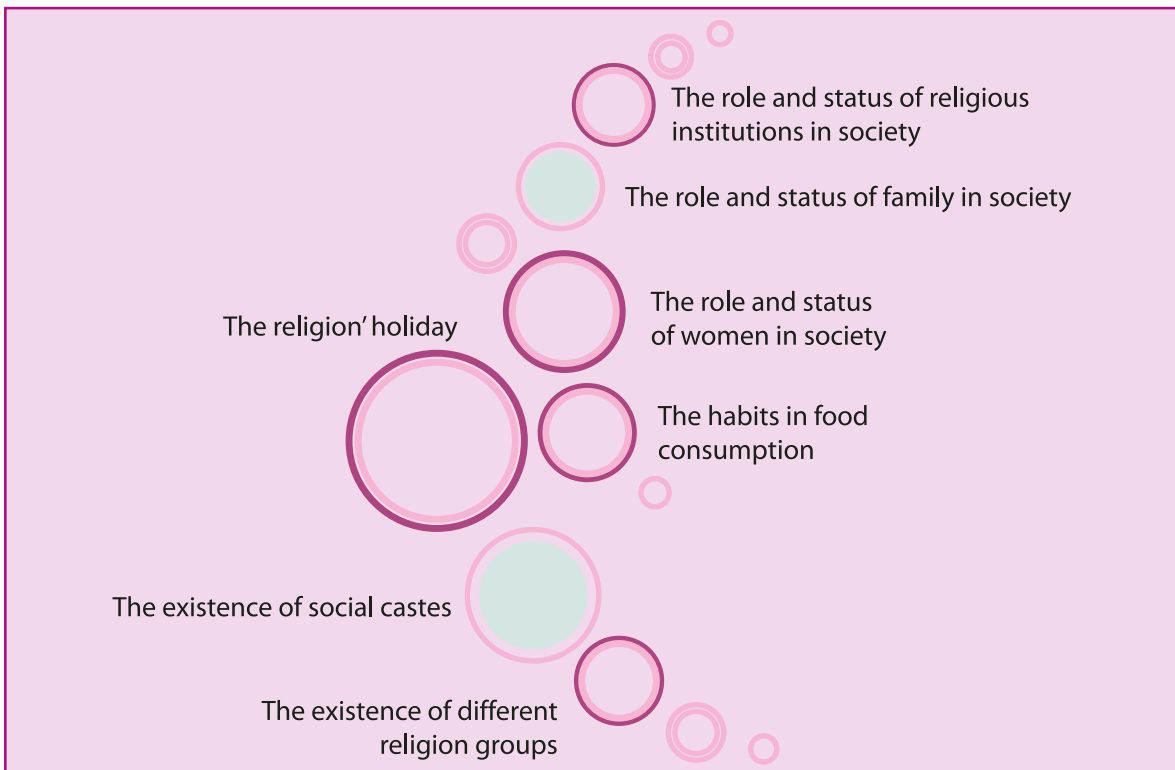 The role and status of religious
institutions in society
The role and status of family in society
The role and status
of women in society
The religion’ holiday
The habits in food
consumption
The existence of social castes
The existence of different
religion groups